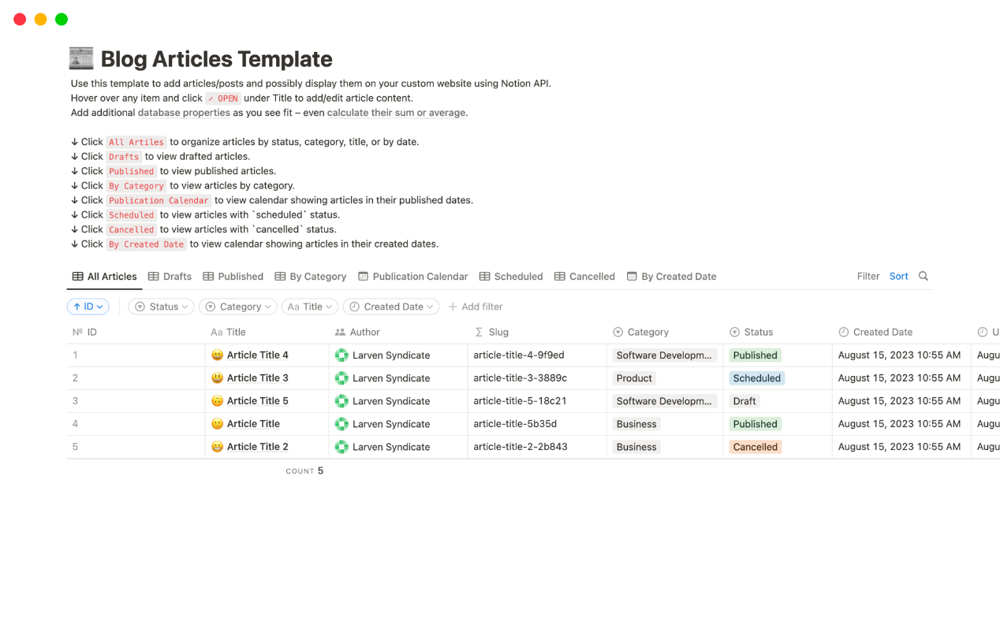 Blog Articles Template
Use this template to add articles/posts and possibly display them on your custom website using Notion API.
Hover over any item and click ⤢ OPEN under Title to add/edit article content.
Add additional database properties as you see fit – even calculate their sum or average.
↓ Click All Artiles to organize articles by status, category, title, or by date.
↓ Click Drafts to view drafted articles.
↓ Click Published to view published articles.
↓ Click By Category to view articles by category.
↓ Click Publication Calendar to view calendar showing articles in their published dates.
↓ Click Scheduled to view articles with `scheduled` status.
↓ Click Cancelled to view articles with `cancelled` status.
↓ Click By Created Date to view calendar showing articles in their created dates.
All Articles Drafts Published By Category Publication Calendar Scheduled Cancelled By Created Date Filter Sort
↑ ID Status Category Aa Title Created Date + Add filter
№ ID Aa Title Author Σ Slug Category Status Created Date U
1 Article Title 4 Larven Syndicate article-title-4-9f9ed Software Developm... Published August 15, 2023 10:55 AM Augu
2 Article Title 3 Larven Syndicate article-title-3-3889c Product Scheduled August 15, 2023 10:55 AM Augu
3 Article Title 5 Larven Syndicate article-title-5-18c21 Software Developm... Draft August 15, 2023 10:55 AM Augu
4 Article Title Larven Syndicate article-title-5b35d Business Published August 15, 2023 10:55 AM Augu
5 Article Title 2 Larven Syndicate article-title-2-2b843 Business Cancelled August 15, 2023 10:55 AM Augu
COUNT 5